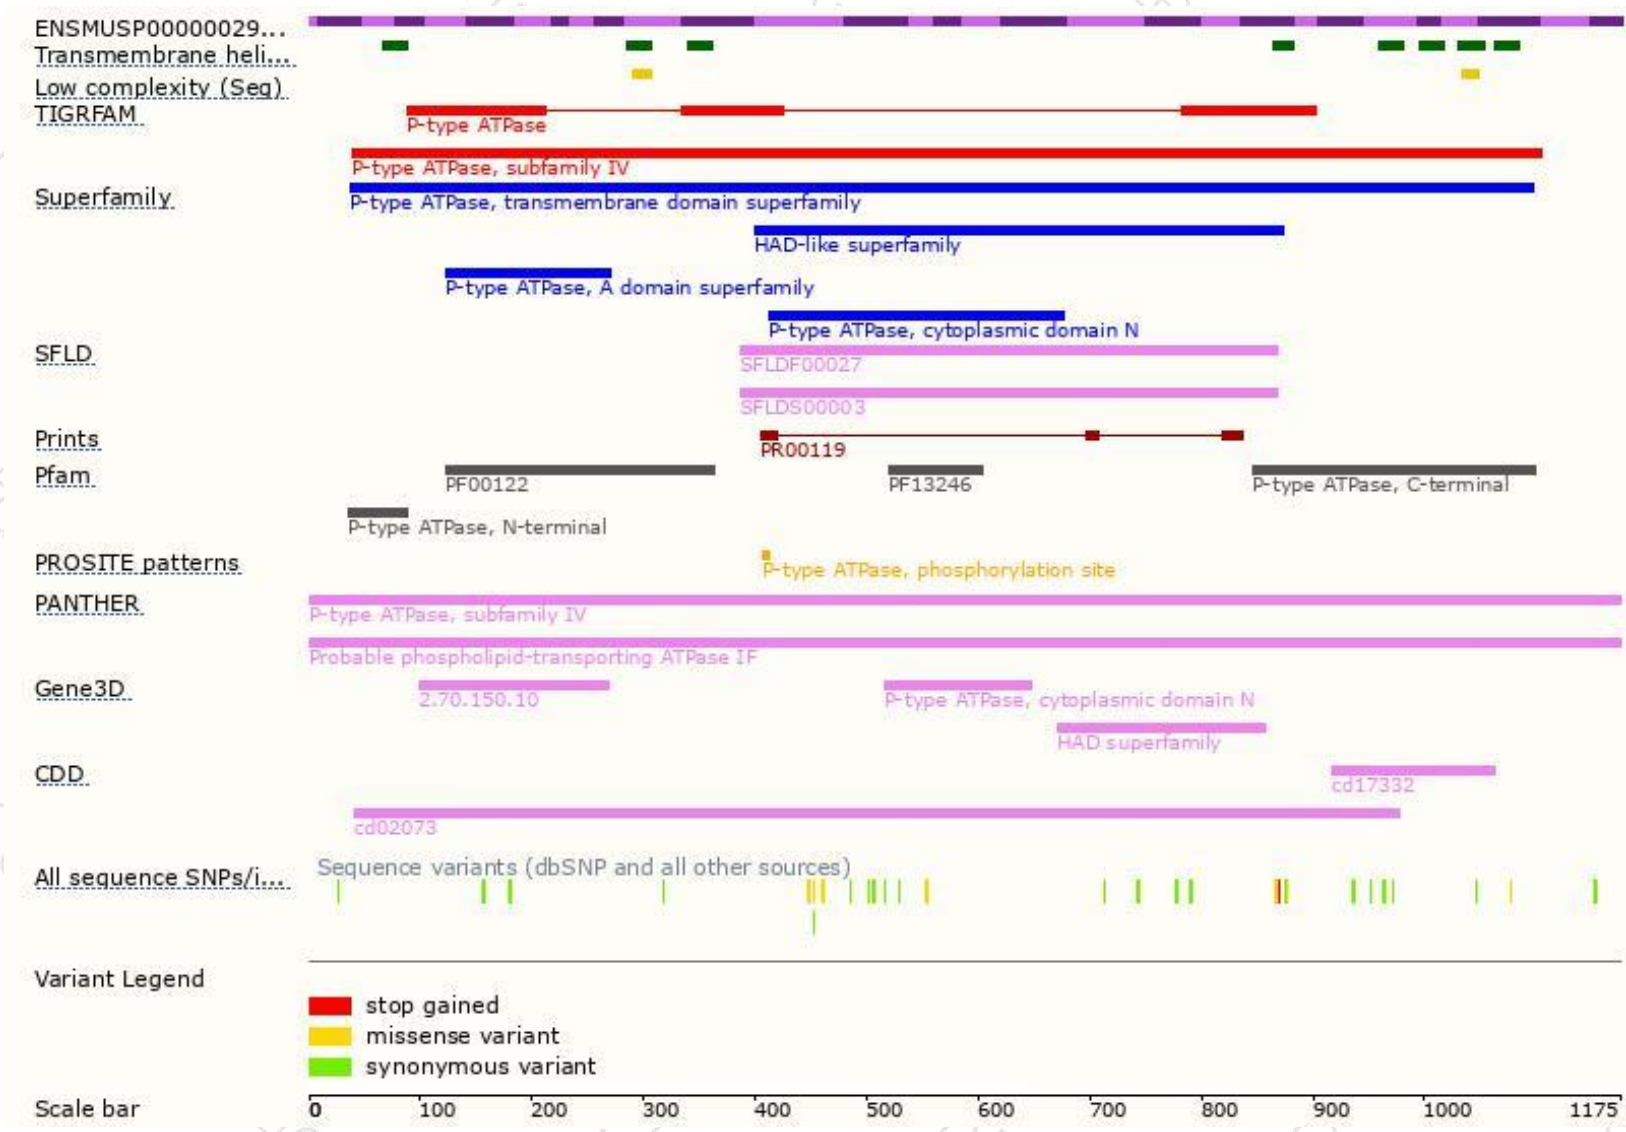 ENSMUSP00000029...
Transmembrane heli...
Low complexity (Seg)
TIGRFAM
P-type ATPase
P-type ATPase, subfamily IV
Superfamily
P-type ATPase, transmembrane domain superfamily
HAD-like superfamily
P-type ATPase, A domain superfamily
P-type ATPase, cytoplasmic domain N
SFLD
SFLDF00027
SFLDS00003
Prints
PR00119
Pfam
PF00122 PF13246 P-type ATPase, C-terminal
P-type ATPase, N-terminal
PROSITE patterns
P-type ATPase, phosphorylation site
PANTHER
P-type ATPase, subfamily IV
Probable phospholipid-transporting ATPase IF
Gene3D
2.70.150.10 P-type ATPase, cytoplasmic domain N
HAD superfamily
CDD
cd17332
cd02073
All sequence SNPs/i... Sequence variants (dbSNP and all other sources)
Variant Legend
stop gained
missense variant
synonymous variant
Scale bar 0 100 200 300 400 500 600 700 800 900 1000 1175